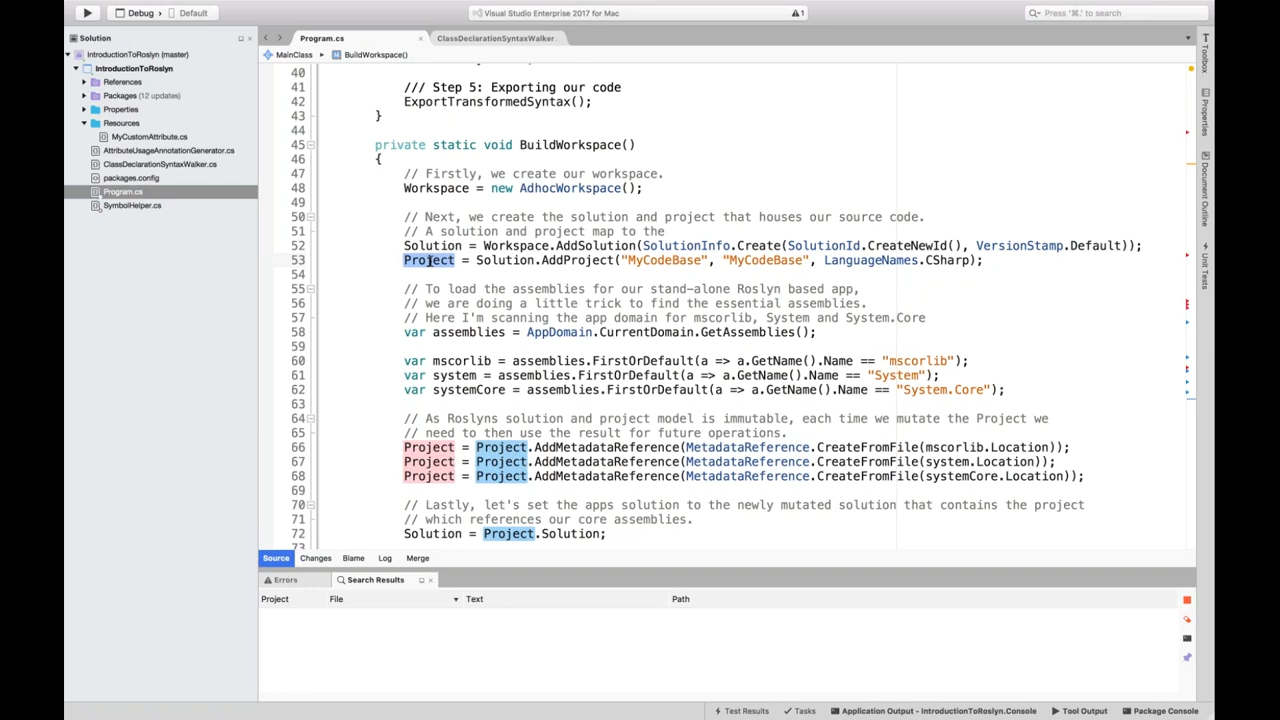 Debug
Default
Visual Studio Enterprise 2017 for Mac
1
Press '⌘.' to search
Solution
Program.cs
ClassDeclarationSyntaxWalker.
IntroductionToRoslyn (master)
MainClass
BuildWorkspace()
IntroductionToRoslyn
References
Packages (12 updates)
Properties
Resources
MyCustomAttribute.cs
AttributeUsageAnnotationGenerator.cs
ClassDeclarationSyntaxWalker.cs
packages.config
Program.cs
SymbolHelper.cs
40
41 /// Step 5: Exporting our code
42 ExportTransformedSyntax();
43 }
44
45 private static void BuildWorkspace()
46 {
47 // Firstly, we create our workspace.
48 Workspace = new AdhocWorkspace();
49
50 // Next, we create the solution and project that houses our source code.
51 // A solution and project map to the
52 Solution = Workspace.AddSolution(SolutionInfo.Create(SolutionId.CreateNewId(), VersionStamp.Default));
53 Project = Solution.AddProject("MyCodeBase", "MyCodeBase", LanguageNames.CSharp);
54
55 // To load the assemblies for our stand-alone Roslyn based app,
56 // we are doing a little trick to find the essential assemblies.
57 // Here I'm scanning the app domain for mscorlib, System and System.Core
58 var assemblies = AppDomain.CurrentDomain.GetAssemblies();
59
60 var mscorlib = assemblies.FirstOrDefault(a => a.GetName().Name == "mscorlib");
61 var system = assemblies.FirstOrDefault(a => a.GetName().Name == "System");
62 var systemCore = assemblies.FirstOrDefault(a => a.GetName().Name == "System.Core");
63
64 // As Roslyns solution and project model is immutable, each time we mutate the Project we
65 // need to then use the result for future operations.
66 Project = Project.AddMetadataReference(MetadataReference.CreateFromFile(mscorlib.Location));
67 Project = Project.AddMetadataReference(MetadataReference.CreateFromFile(system.Location));
68 Project = Project.AddMetadataReference(MetadataReference.CreateFromFile(systemCore.Location));
69
70 // Lastly, let's set the apps solution to the newly mutated solution that contains the project
71 // which references our core assemblies.
72 Solution = Project.Solution;
73
Toolbox
Properties
Document Outline
Unit Tests
Source Changes Blame Log Merge
Errors
Search Results
Project File Text Path
Test Results
Tasks
Application Output - IntroductionToRoslyn.Console
Tool Output
Package Console